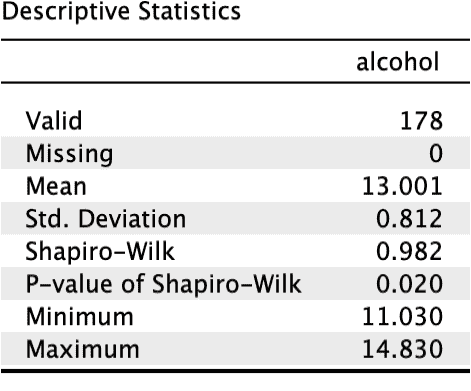 Descriptive Statistics
alcohol
Valid 178
Missing 0
Mean 13.001
Std. Deviation 0.812
Shapiro-Wilk 0.982
P-value of Shapiro-Wilk 0.020
Minimum 11.030
Maximum 14.830